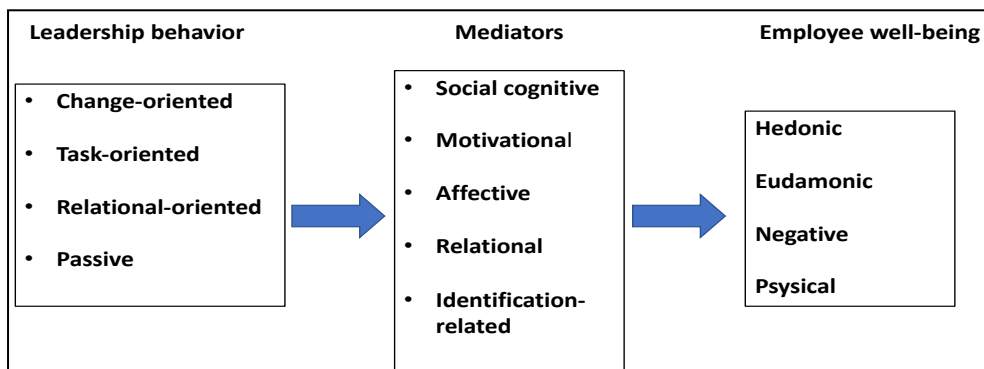 Leadership behavior
Mediators
Employee well-being
• Change-oriented
• Task-oriented
• Relational-oriented
• Passive
• Social cognitive
• Motivational
• Affective
• Relational
• Identification-
related
Hedonic
Eudamonic
Negative
Psysical